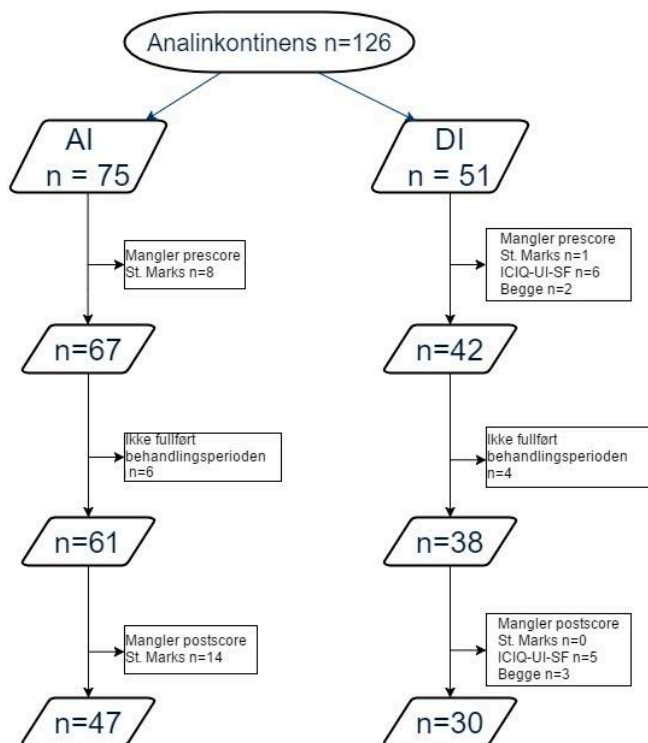 Analinkontinens n=126
AI
n = 75
DI
n = 51
Mangler prescore
St. Marks n=8
Mangler prescore
St. Marks n=1
ICIQ-UI-SF n=6
Begge n=2
n=67
n=42
Ikke fullført
behandlingsperioden
n=6
Ikke fullført
behandlingsperioden
n=4
n=61
n=38
Mangler postscore
St. Marks n=14
Mangler postscore
St. Marks n=0
ICIQ-UI-SF n=5
Begge n=3
n=47
n=30